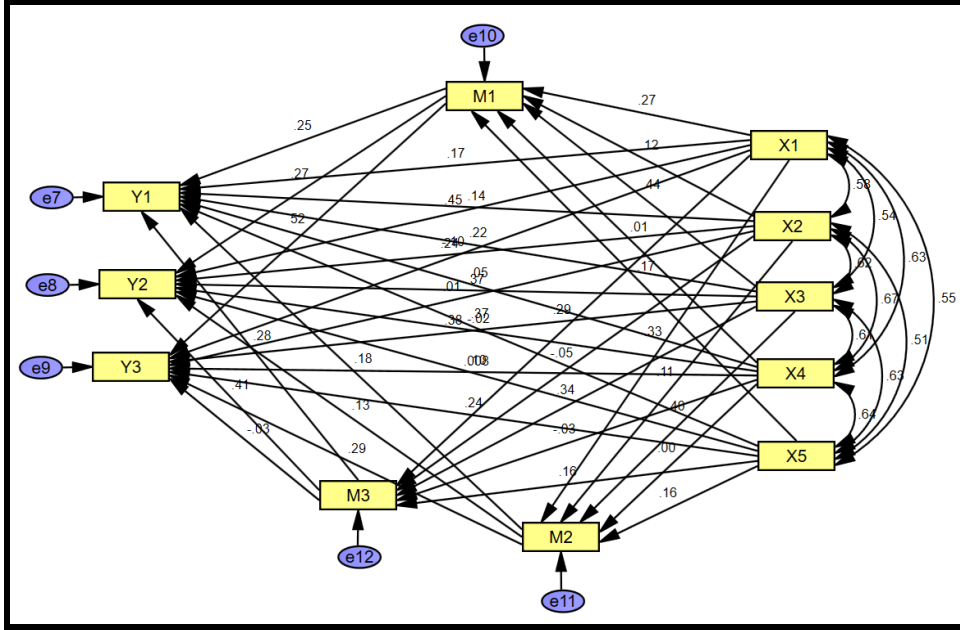 e10
M1
.27
.25
X1
.12
.17
.58
.27
.44
.54
e7
Y1
.45
.14
52
X2
.01
.63
.22
.62
.05
.17
.67
e8
Y2
.01
.37
X3
.55
.29
-.02
.33
.61
.51
.28
-.05
e9
Y3
.18
.11
X4
.63
.41
.34
.13
.24
.40
.64
-.03
-.03
.29
.00
X5
.16
.16
M3
M2
e12
e11